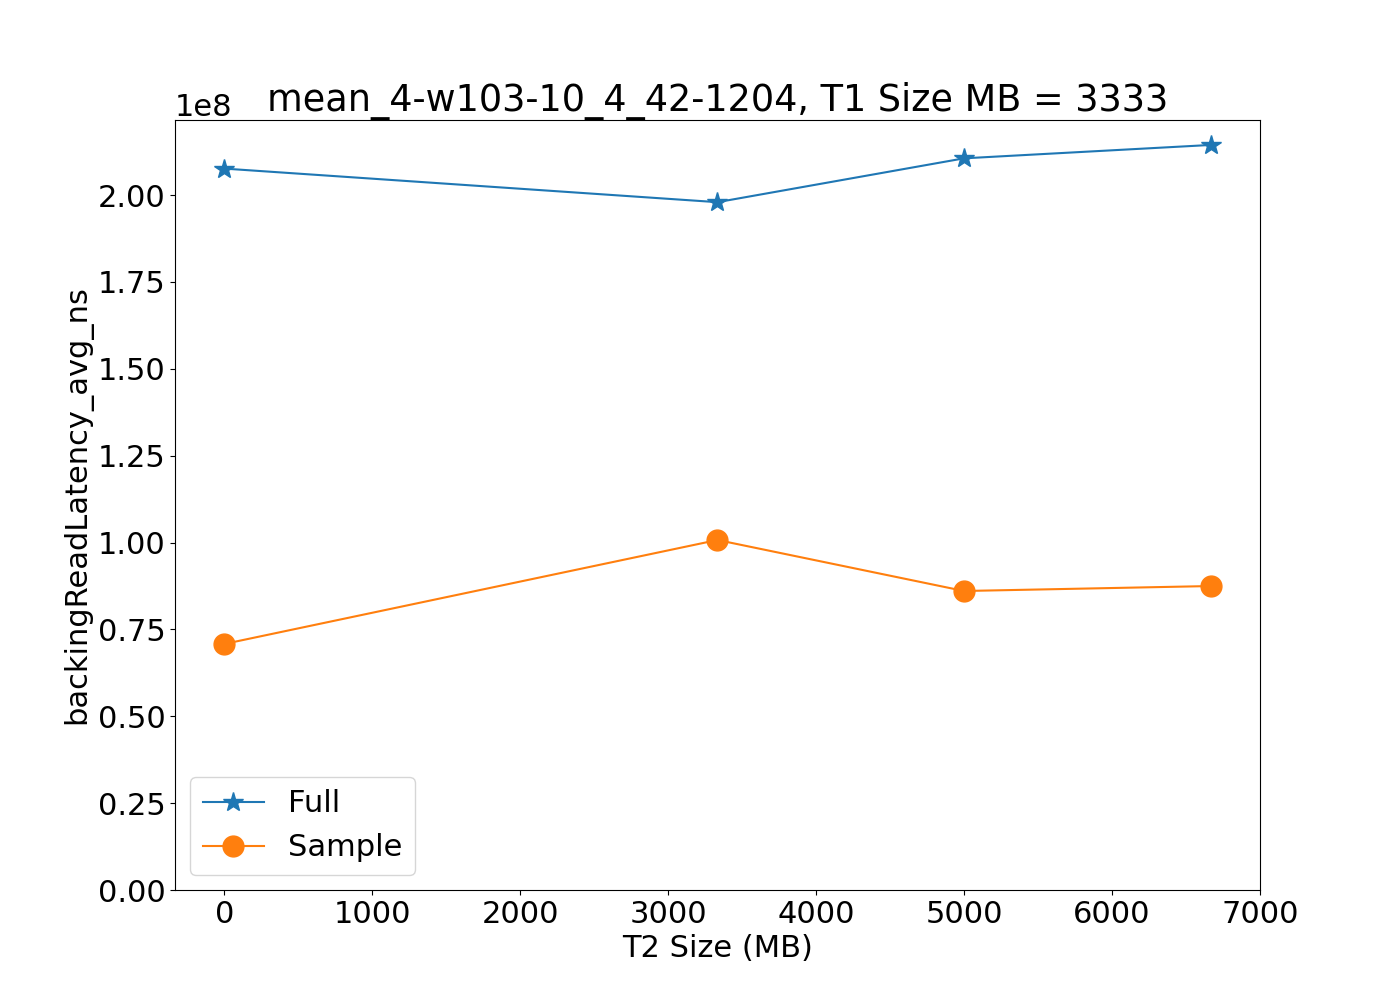 1e8
mean_4-w103-10_4_42-1204, T1 Size MB = 3333
backingReadLatency_avg_ns
2.00
1.75
1.50
1.25
1.00
0.75
0.50
0.25
0.00
Full
Sample
0 1000 2000 3000 4000 5000 6000 7000
T2 Size (MB)